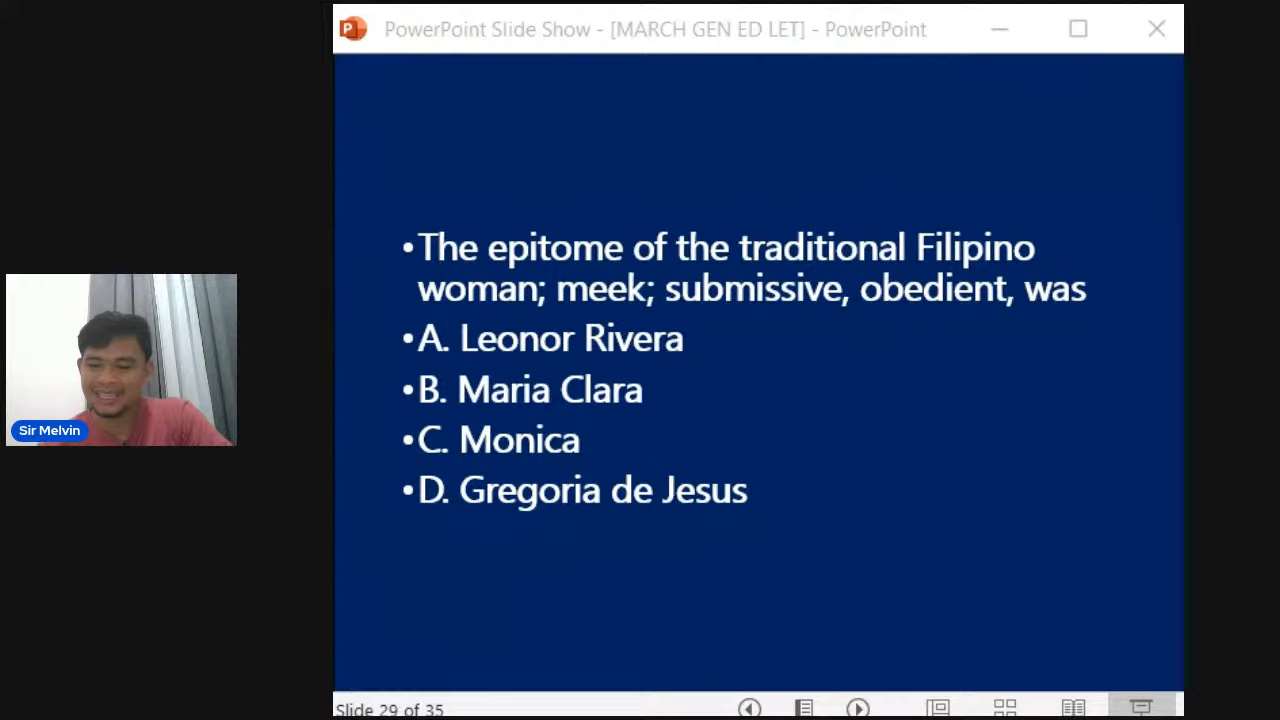 PowerPoint Slide Show - [MARCH GEN ED LET] - PowerPoint
•The epitome of the traditional Filipino
woman; meek; submissive, obedient, was
•A. Leonor Rivera
•B. Maria Clara
•C. Monica
•D. Gregoria de Jesus
Sir Melvin
Slide 29 of 35